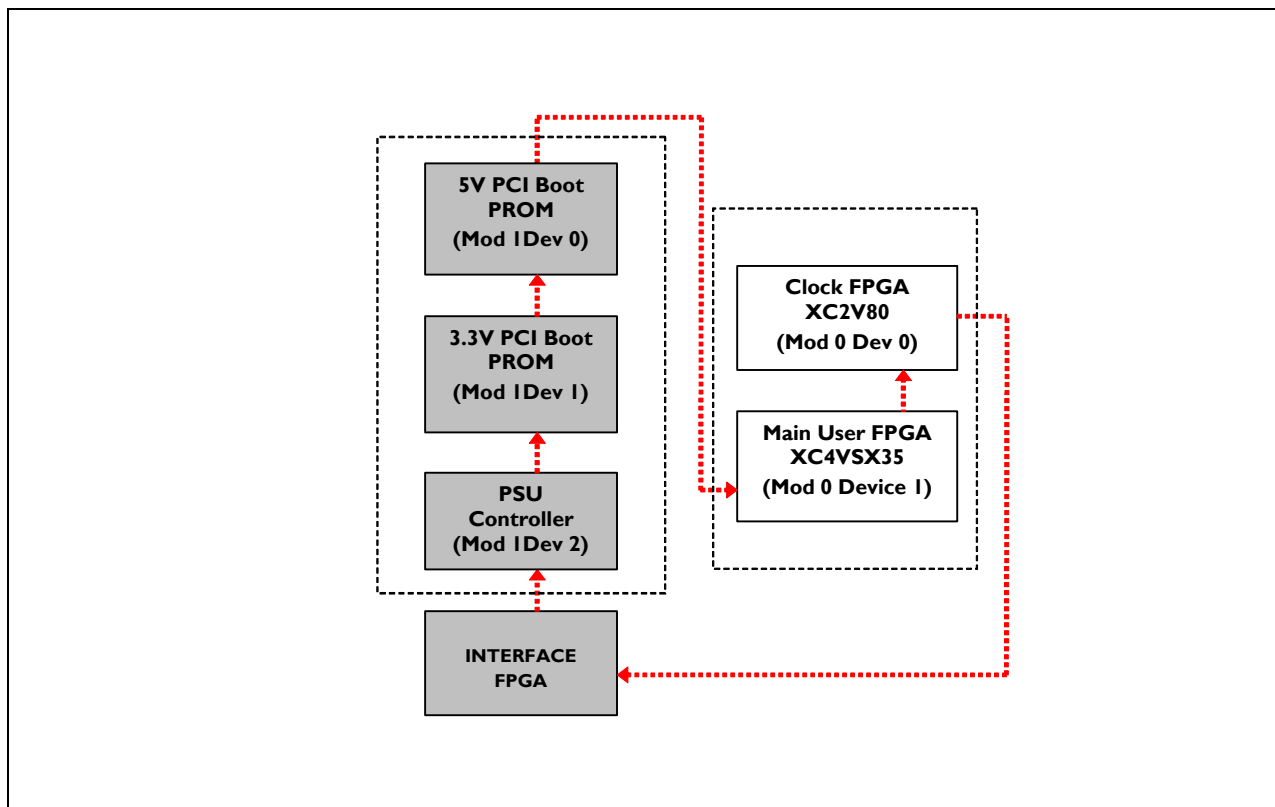 5V PCI Boot
PROM
(Mod 1Dev 0)
3.3V PCI Boot
PROM
(Mod 1Dev 1)
PSU
Controller
(Mod 1Dev 2)
INTERFACE
FPGA
Clock FPGA
XC2V80
(Mod 0 Dev 0)
Main User FPGA
XC4VSX35
(Mod 0 Device 1)